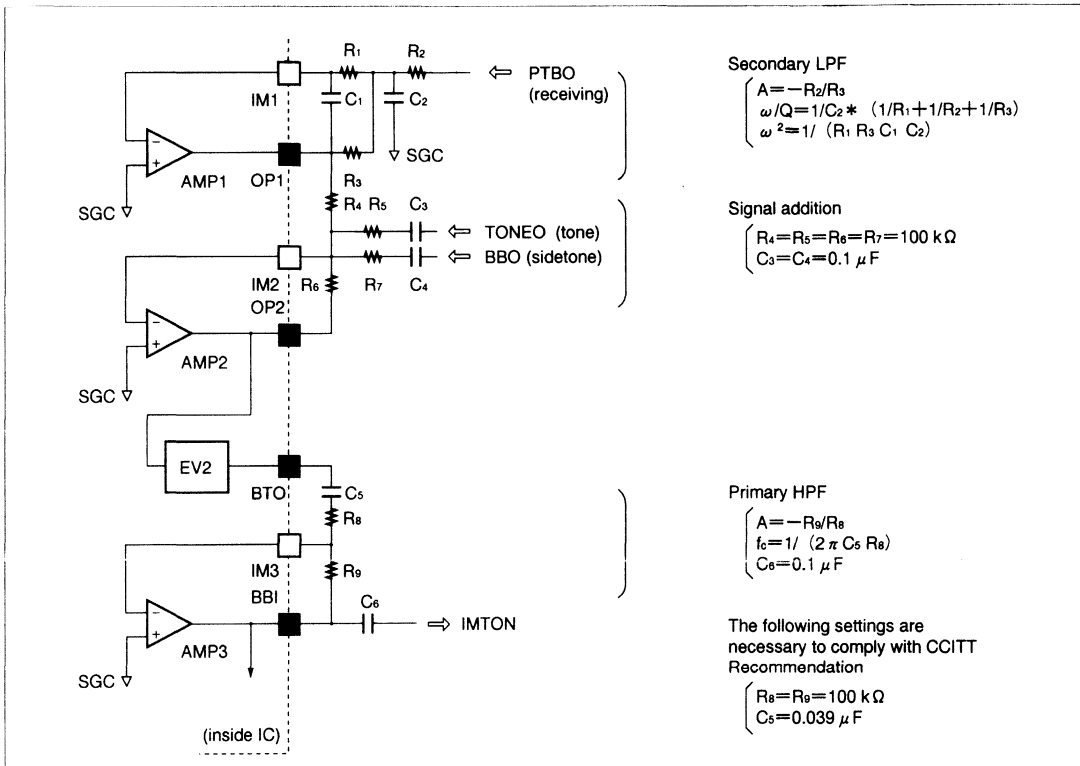 R1
R2
PTBO
(receiving)
IM1
C1
C2
SGC
−
+
AMP1
OP1
SGC
R3
R4
R5
C3
TONEO (tone)
BBO (sidetone)
IM2
R6
R7
C4
OP2
−
+
AMP2
SGC
EV2
BTO
C5
R8
IM3
R9
BBI
C6
IMTON
−
+
AMP3
SGC
(inside IC)
Secondary LPF
A=−R2/R3
ω/Q=1/C2* (1/R1+1/R2+1/R3)
ω²=1/ (R1 R3 C1 C2)
Signal addition
R4=R5=R6=R7=100 kΩ
C3=C4=0.1 μF
Primary HPF
A=−R9/R8
fc=1/ (2 π C5 R8)
C6=0.1 μF
The following settings are
necessary to comply with CCITT
Recommendation
R8=R9=100 kΩ
C5=0.039 μF